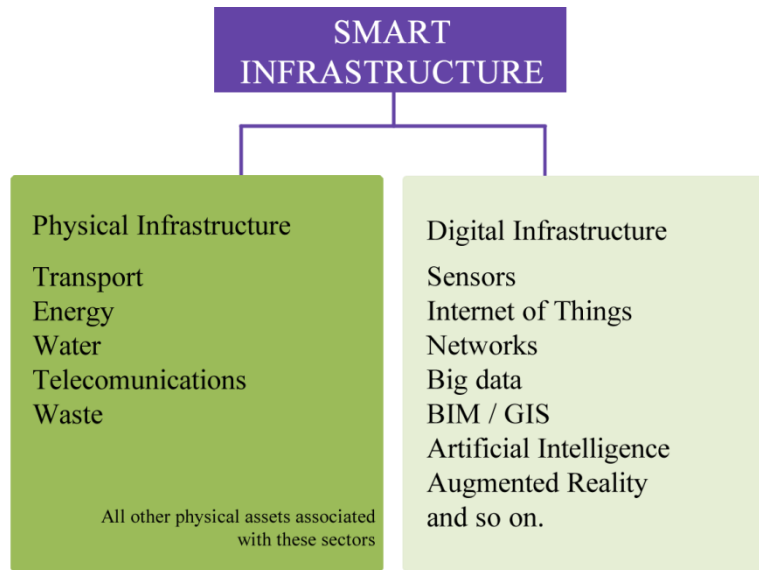 SMART
INFRASTRUCTURE
Physical Infrastructure
Transport
Energy
Water
Telecomunications
Waste
All other physical assets associated
with these sectors
Digital Infrastructure
Sensors
Internet of Things
Networks
Big data
BIM / GIS
Artificial Intelligence
Augmented Reality
and so on.